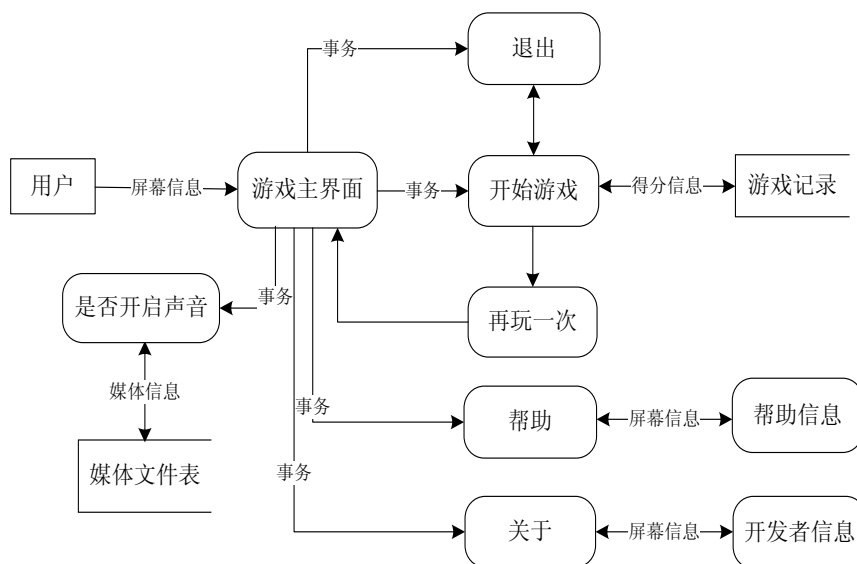 事务
退出
用户
屏幕信息
游戏主界面
事务
开始游戏
得分信息
游戏记录
是否开启声音
事务
再玩一次
媒体信息
事务
帮助
屏幕信息
帮助信息
媒体文件表
事务
关于
屏幕信息
开发者信息